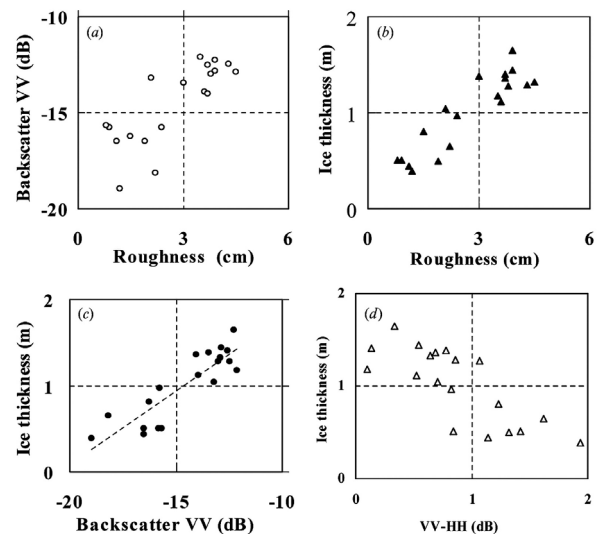 -10
(a)
Backscatter VV (dB)
-15
-20
0
3
6
Roughness (cm)
2
(b)
Ice thickness (m)
1
0
0
3
6
Roughness (cm)
2
(c)
Ice thickness (m)
1
0
-20
-15
-10
Backscatter VV (dB)
2
(d)
Ice thickness (m)
1
0
0
1
2
VV-HH (dB)